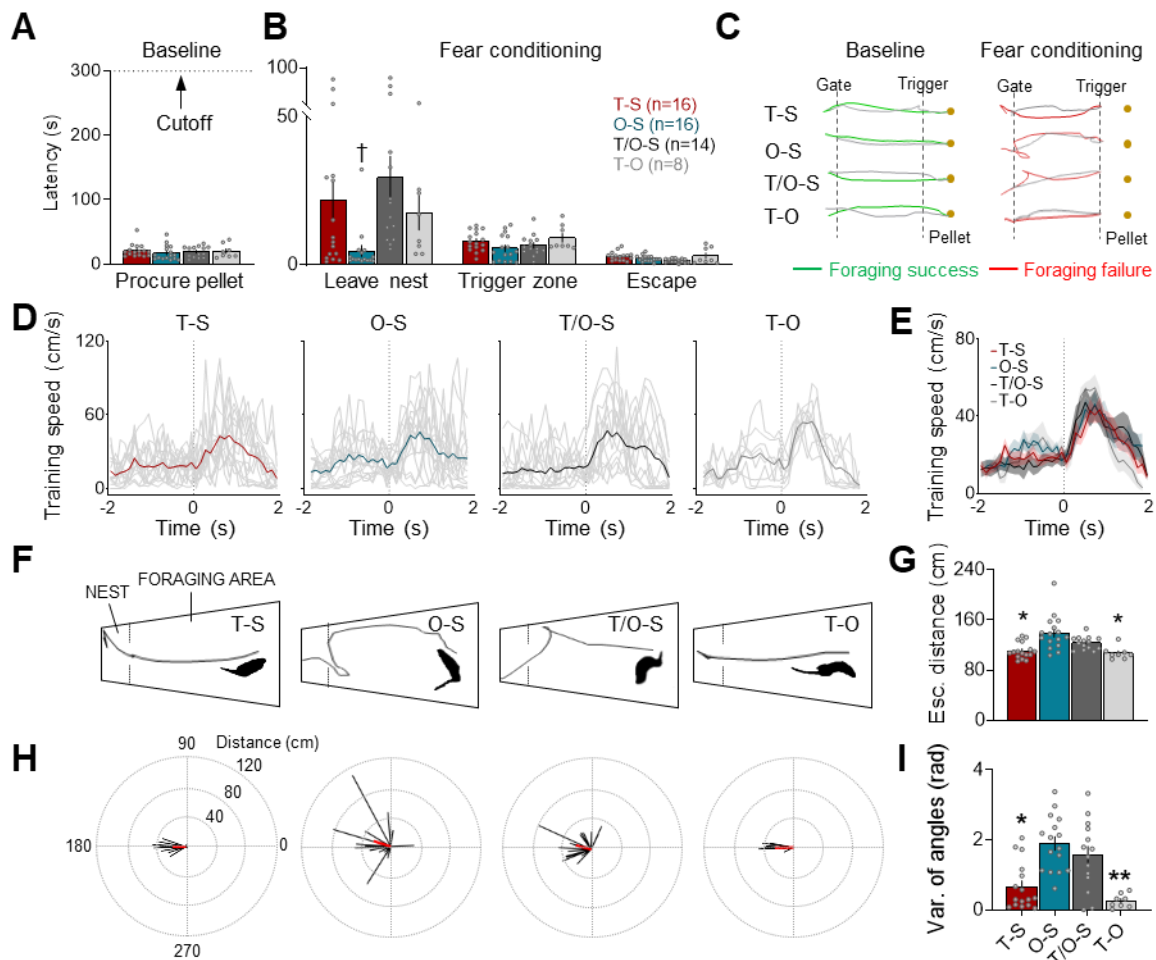 A
Baseline
300
Cutoff
200
100
0
Latency (s)
Procure pellet
B
Fear conditioning
100
50
0
†
T-S (n=16)
O-S (n=16)
T/O-S (n=14)
T-O (n=8)
Leave nest
Trigger zone
Escape
C
Baseline
Fear conditioning
Gate
Trigger
Gate
Trigger
T-S
O-S
T/O-S
T-O
Pellet
Pellet
Foraging success
Foraging failure
D
T-S
O-S
T/O-S
T-O
Training speed (cm/s)
120
60
0
-2 0 2
-2 0 2
-2 0 2
-2 0 2
Time (s)
Time (s)
Time (s)
Time (s)
E
Training speed (cm/s)
80
40
0
T-S
O-S
T/O-S
T-O
-2 0 2
Time (s)
F
NEST
FORAGING AREA
T-S
O-S
T/O-S
T-O
G
Esc. distance (cm)
240
160
80
0
*
*
H
Distance (cm)
90
120
80
40
180
0
270
I
Var. of angles (rad)
4
2
0
*
**
T-S
O-S
T/O-S
T-O